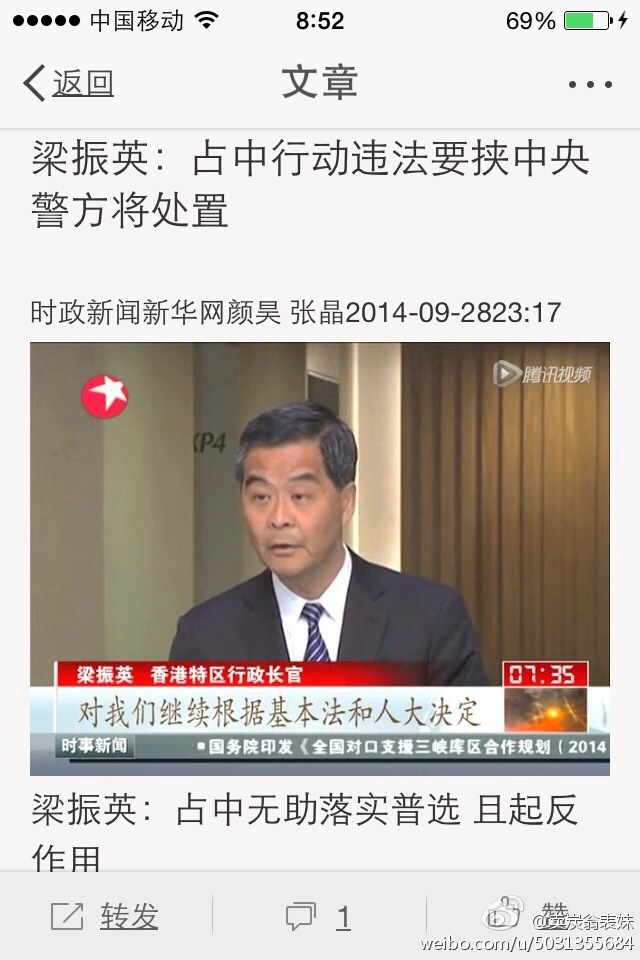 中国移动 8:52 69%
返回 文章
梁振英：占中行动违法要挟中央
警方将处置
时政新闻新华网颜昊 张晶2014-09-2823:17
腾讯视频
KP4
梁振英 香港特区行政长官 07:35
对我们继续根据基本法和人大决定
时事新闻 ▪国务院印发《全国对口支援三峡库区合作规划（2014
梁振英：占中无助落实普选 且起反
作用
转发 1 赞
@卖炭翁表妹
weibo.com/u/5031355684